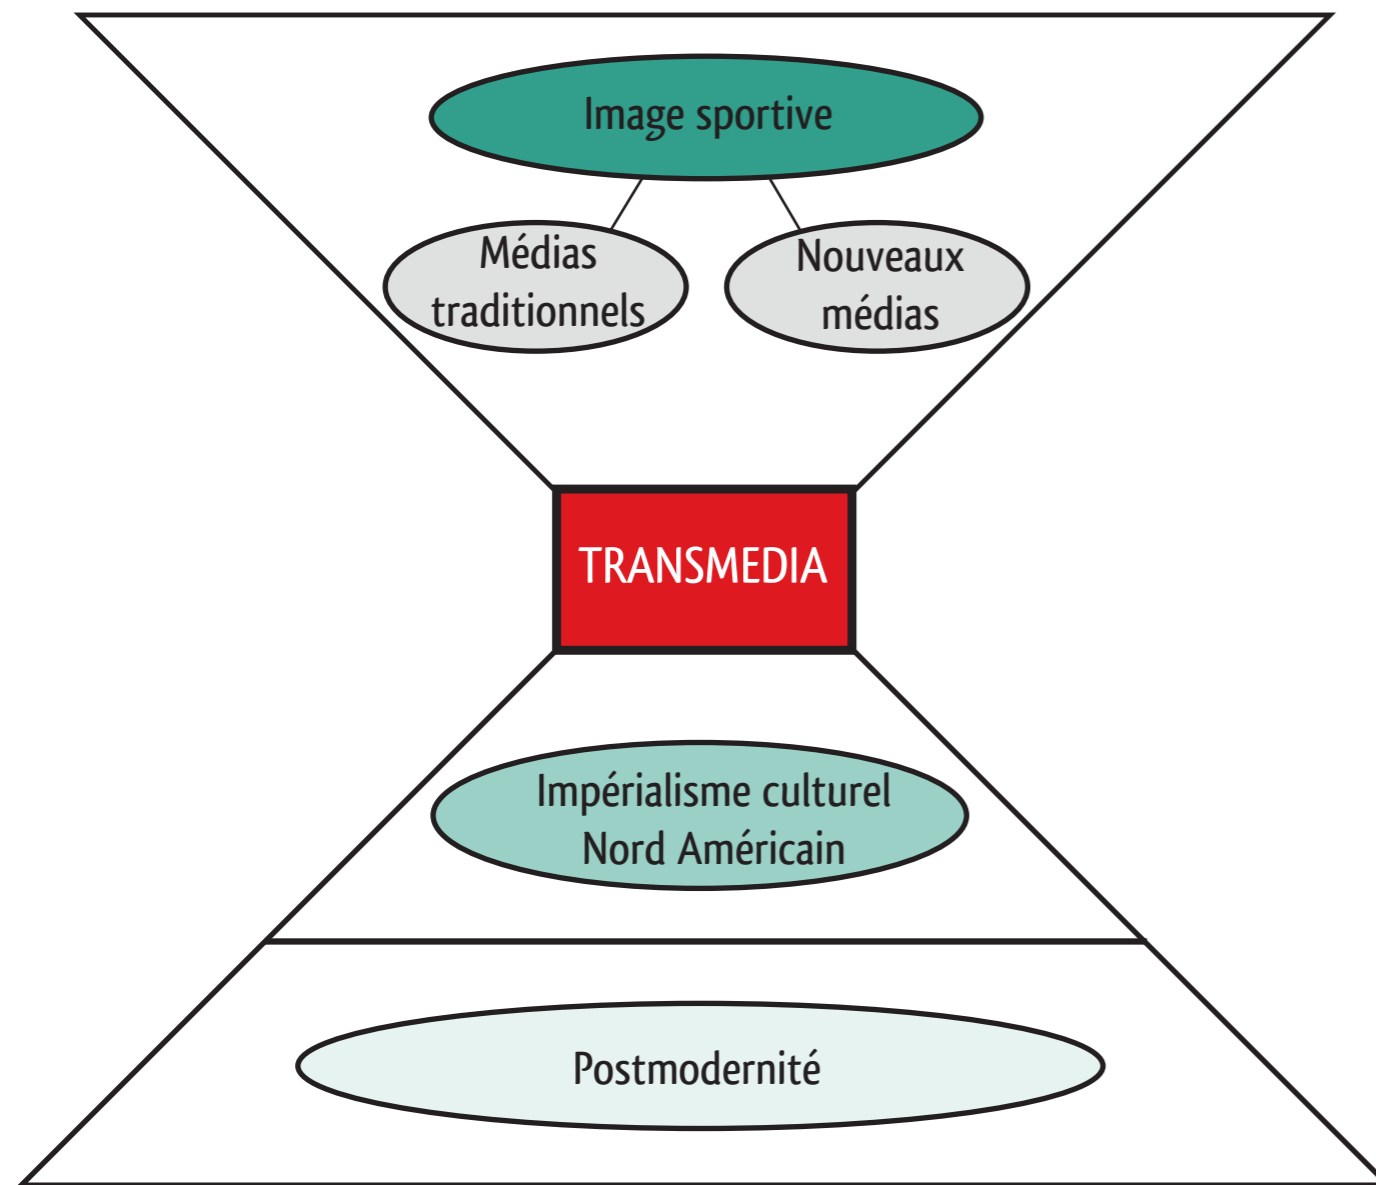 Image sportive
Médias
traditionnels
Nouveaux
médias
TRANSMEDIA
Impérialisme culturel
Nord Américain
Postmodernité